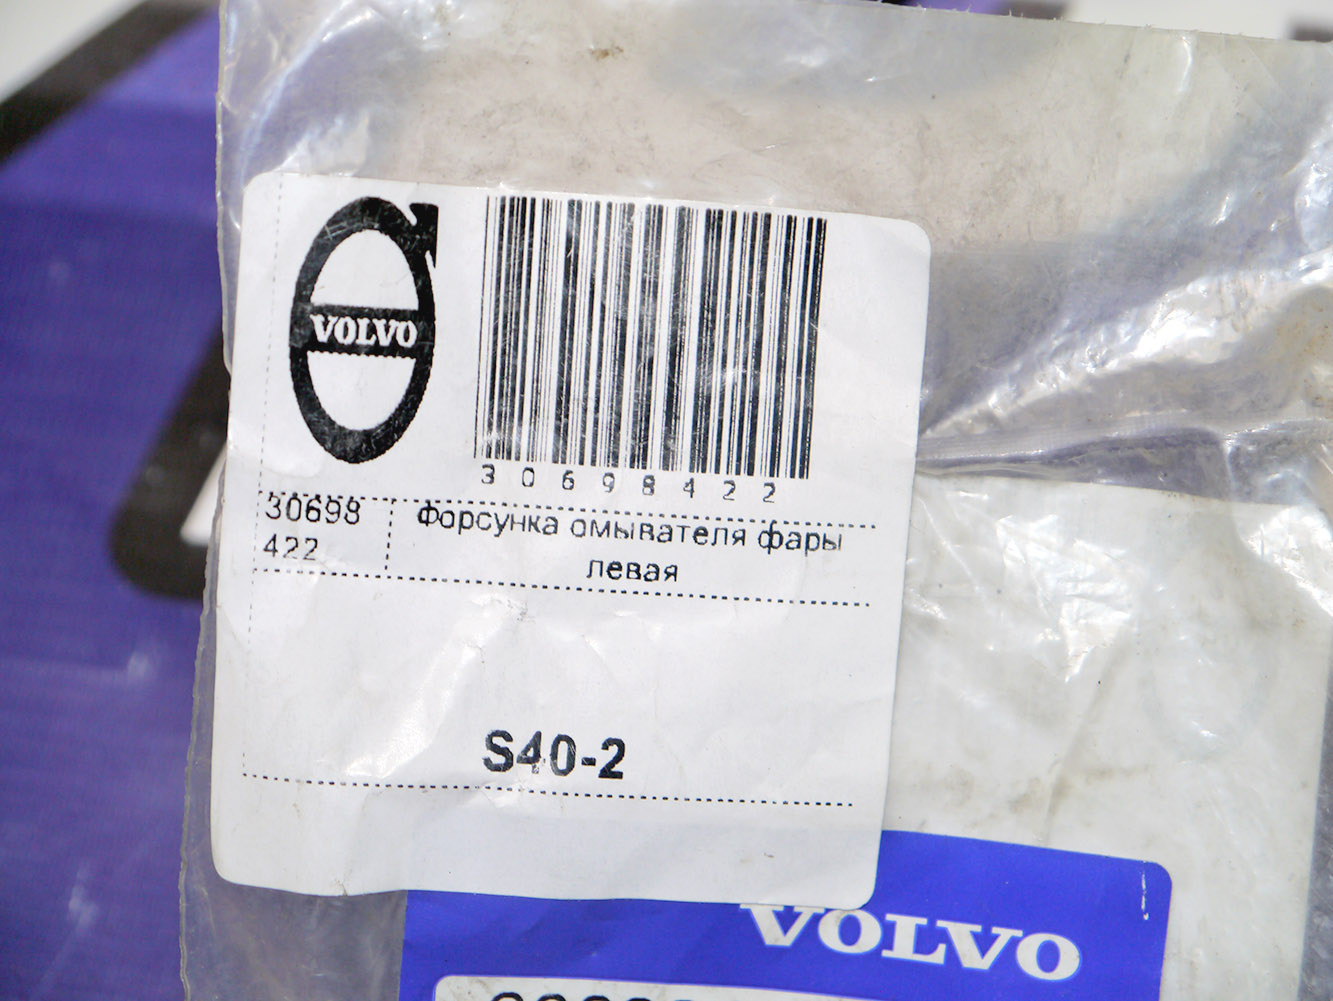 VOLVO
30698422
30698
422
Форсунка омывателя фары
левая
S40-2
VOLVO